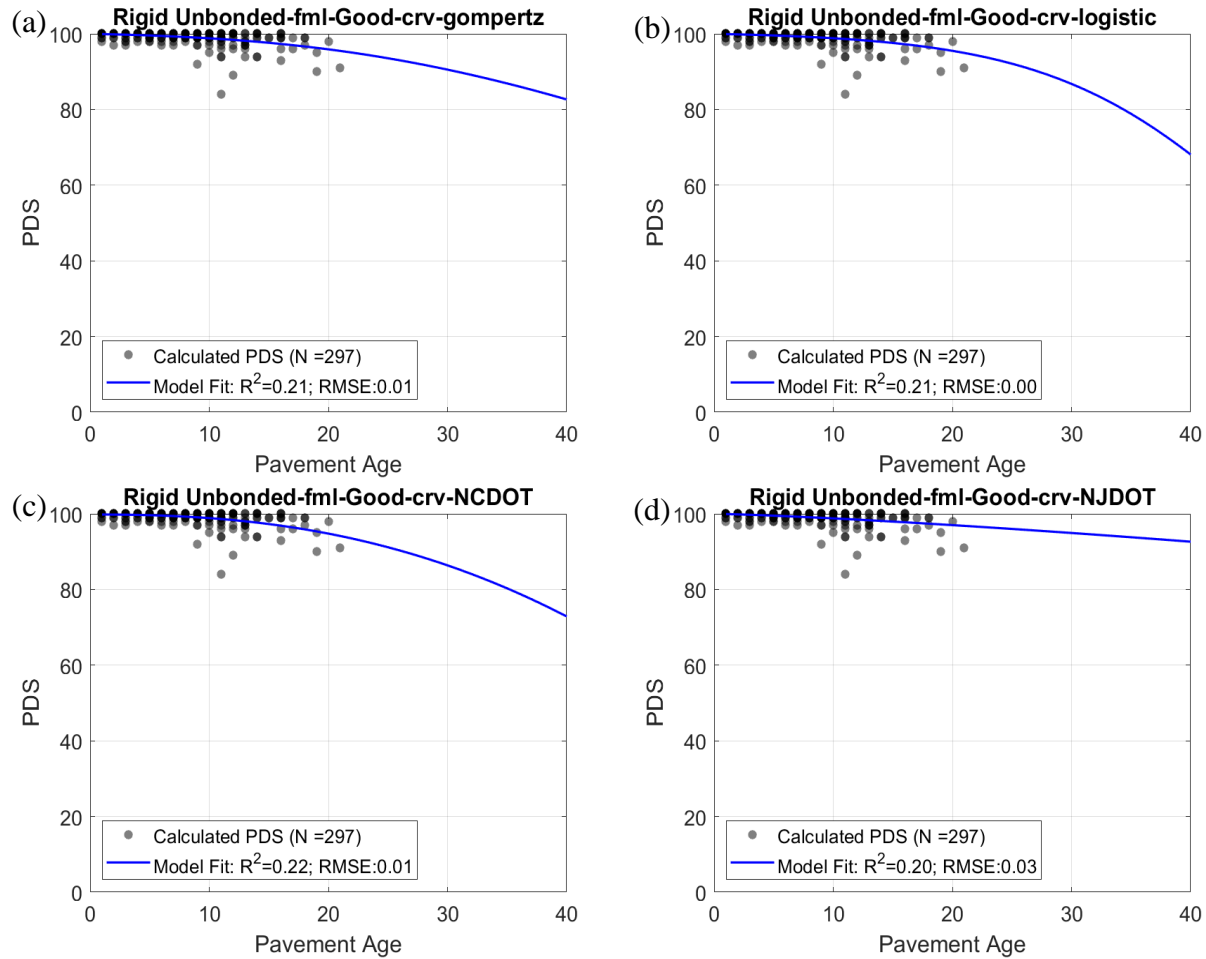 (a)
Rigid Unbonded-fml-Good-crv-gompertz
100
80
60
40
20
0
PDS
Calculated PDS (N =297)
Model Fit: R²=0.21; RMSE:0.01
0 10 20 30 40
Pavement Age
(b)
Rigid Unbonded-fml-Good-crv-logistic
100
80
60
40
20
0
PDS
Calculated PDS (N =297)
Model Fit: R²=0.21; RMSE:0.00
0 10 20 30 40
Pavement Age
(c)
Rigid Unbonded-fml-Good-crv-NCDOT
100
80
60
40
20
0
PDS
Calculated PDS (N =297)
Model Fit: R²=0.22; RMSE:0.01
0 10 20 30 40
Pavement Age
(d)
Rigid Unbonded-fml-Good-crv-NJDOT
100
80
60
40
20
0
PDS
Calculated PDS (N =297)
Model Fit: R²=0.20; RMSE:0.03
0 10 20 30 40
Pavement Age